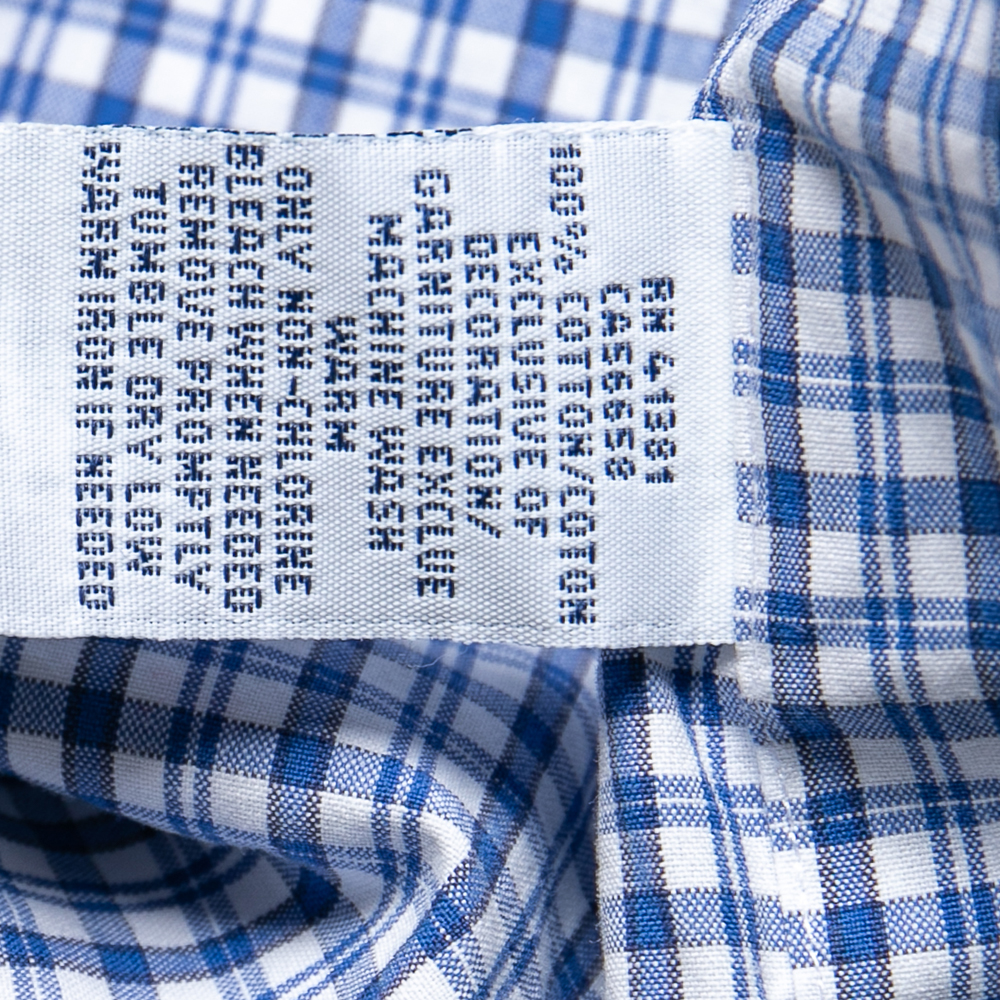 RN 41381
CA56658
100% COTTON/COTON
EXCLUSIVE OF
DECORATION/
GARNITURE EXCLUE
MACHINE WASH
WARM
ONLY NON-CHLORINE
BLEACH WHEN NEEDED
REMOVE PROMPTLY
TUMBLE DRY LOW
WARM IRON IF NEEDED